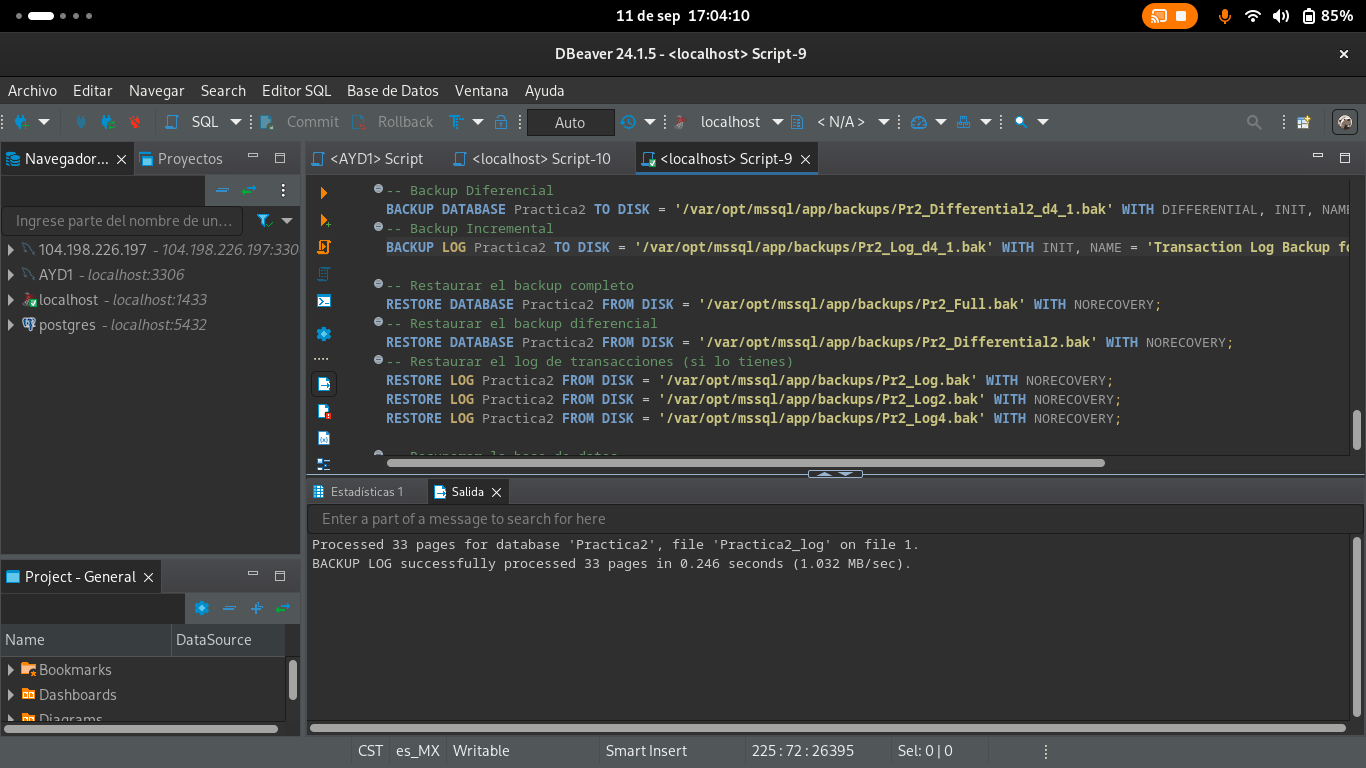 11 de sep 17:04:10
85%
DBeaver 24.1.5 - <localhost> Script-9
Archivo Editar Navegar Search Editor SQL Base de Datos Ventana Ayuda
SQL Commit Rollback Auto localhost < N/A >
Navegador... Proyectos
<AYD1> Script <localhost> Script-10 <localhost> Script-9
Ingrese parte del nombre de un...
104.198.226.197 - 104.198.226.197:330
AYD1 - localhost:3306
localhost - localhost:1433
postgres - localhost:5432
-- Backup Diferencial
BACKUP DATABASE Practica2 TO DISK = '/var/opt/mssql/app/backups/Pr2_Differential2_d4_1.bak' WITH DIFFERENTIAL, INIT, NAME
-- Backup Incremental
BACKUP LOG Practica2 TO DISK = '/var/opt/mssql/app/backups/Pr2_Log_d4_1.bak' WITH INIT, NAME = 'Transaction Log Backup fo
-- Restaurar el backup completo
RESTORE DATABASE Practica2 FROM DISK = '/var/opt/mssql/app/backups/Pr2_Full.bak' WITH NORECOVERY;
-- Restaurar el backup diferencial
RESTORE DATABASE Practica2 FROM DISK = '/var/opt/mssql/app/backups/Pr2_Differential2.bak' WITH NORECOVERY;
-- Restaurar el log de transacciones (si lo tienes)
RESTORE LOG Practica2 FROM DISK = '/var/opt/mssql/app/backups/Pr2_Log.bak' WITH NORECOVERY;
RESTORE LOG Practica2 FROM DISK = '/var/opt/mssql/app/backups/Pr2_Log2.bak' WITH NORECOVERY;
RESTORE LOG Practica2 FROM DISK = '/var/opt/mssql/app/backups/Pr2_Log4.bak' WITH NORECOVERY;
Estadísticas 1 Salida
Enter a part of a message to search for here
Processed 33 pages for database 'Practica2', file 'Practica2_log' on file 1.
BACKUP LOG successfully processed 33 pages in 0.246 seconds (1.032 MB/sec).
Project - General
Name DataSource
Bookmarks
Dashboards
Diagrams
CST es_MX Writable Smart Insert 225 : 72 : 26395 Sel: 0 | 0